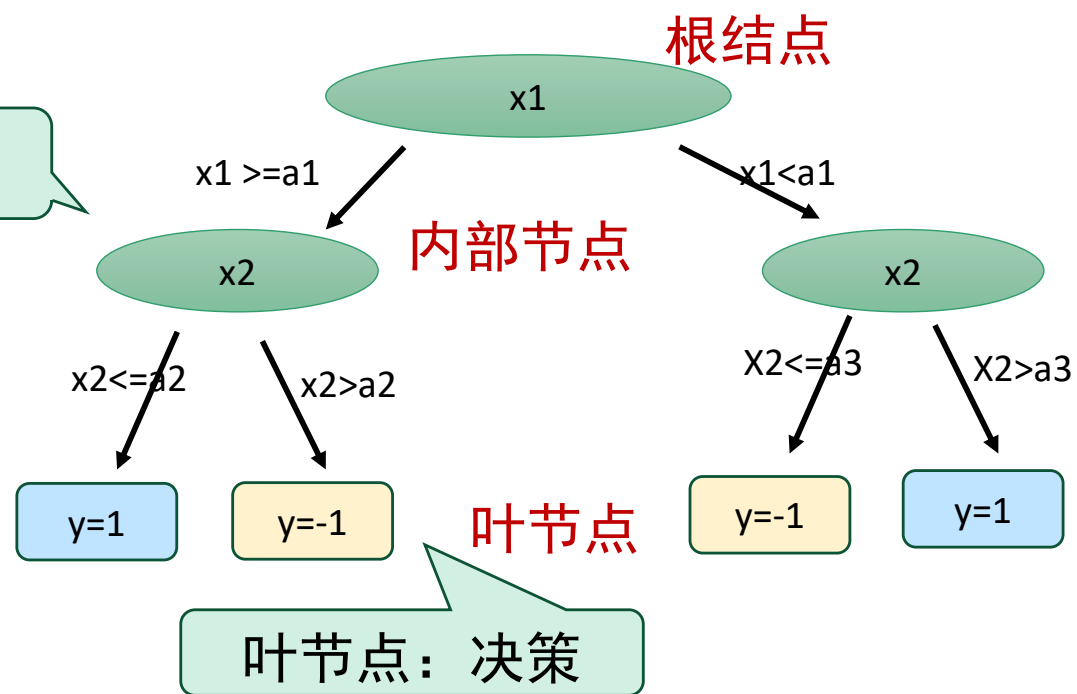 根结点
x1
x1 >=a1
x1<a1
内部节点
x2
x2
x2<=a2
x2>a2
X2<=a3
X2>a3
y=1
y=-1
叶节点
y=-1
y=1
叶节点：决策